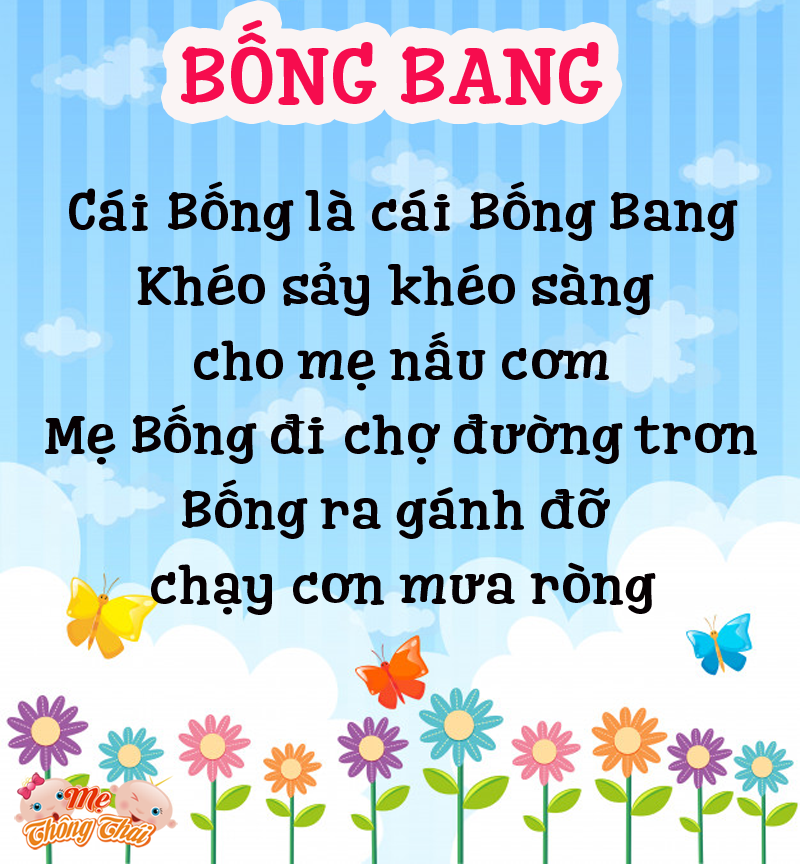 BỐNG BANG
Cái Bống là cái Bống Bang
Khéo sảy khéo sàng
cho mẹ nấu cơm
Mẹ Bống đi chợ đường trơn
Bống ra gánh đỡ
chạy cơn mưa ròng
Mẹ
Thông Thái